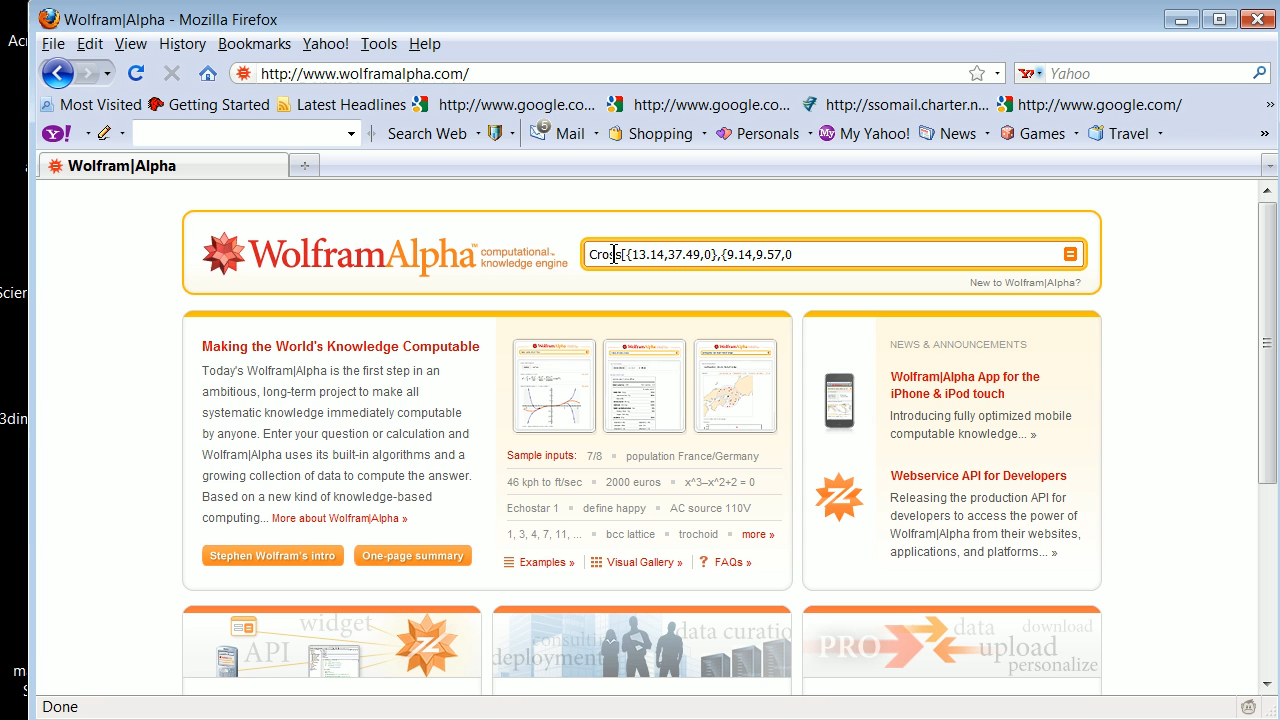 Wolfram|Alpha - Mozilla Firefox
File Edit View History Bookmarks Yahoo! Tools Help
http://www.wolframalpha.com/
Yahoo
Most Visited Getting Started Latest Headlines http://www.google.co... http://www.google.co... http://ssomail.charter.n... http://www.google.com/ »
Y! Search Web 5 Mail Shopping Personals My Yahoo! News Games Travel »
Wolfram|Alpha
WolframAlpha™ computational knowledge engine
Cross[{13.14,37.49,0},{9.14,9.57,0
New to Wolfram|Alpha?
Making the World's Knowledge Computable
Today's Wolfram|Alpha is the first step in an
ambitious, long-term project to make all
systematic knowledge immediately computable
by anyone. Enter your question or calculation and
Wolfram|Alpha uses its built-in algorithms and a
growing collection of data to compute the answer.
Based on a new kind of knowledge-based
computing... More about Wolfram|Alpha »
Stephen Wolfram's intro
One-page summary
Sample inputs: 7/8 population France/Germany
46 kph to ft/sec 2000 euros x^3–x^2+2 = 0
Echostar 1 define happy AC source 110V
1, 3, 4, 7, 11, ... bcc lattice trochoid more »
Examples » Visual Gallery » ? FAQs »
NEWS & ANNOUNCEMENTS
Wolfram|Alpha App for the
iPhone & iPod touch
Introducing fully optimized mobile
computable knowledge... »
Webservice API for Developers
Releasing the production API for
developers to access the power of
Wolfram|Alpha from their websites,
applications, and platforms... »
widget
API
consulti
deployment
data curatio
PRO
data
download
upload
personalize
Done
Scien
3dim